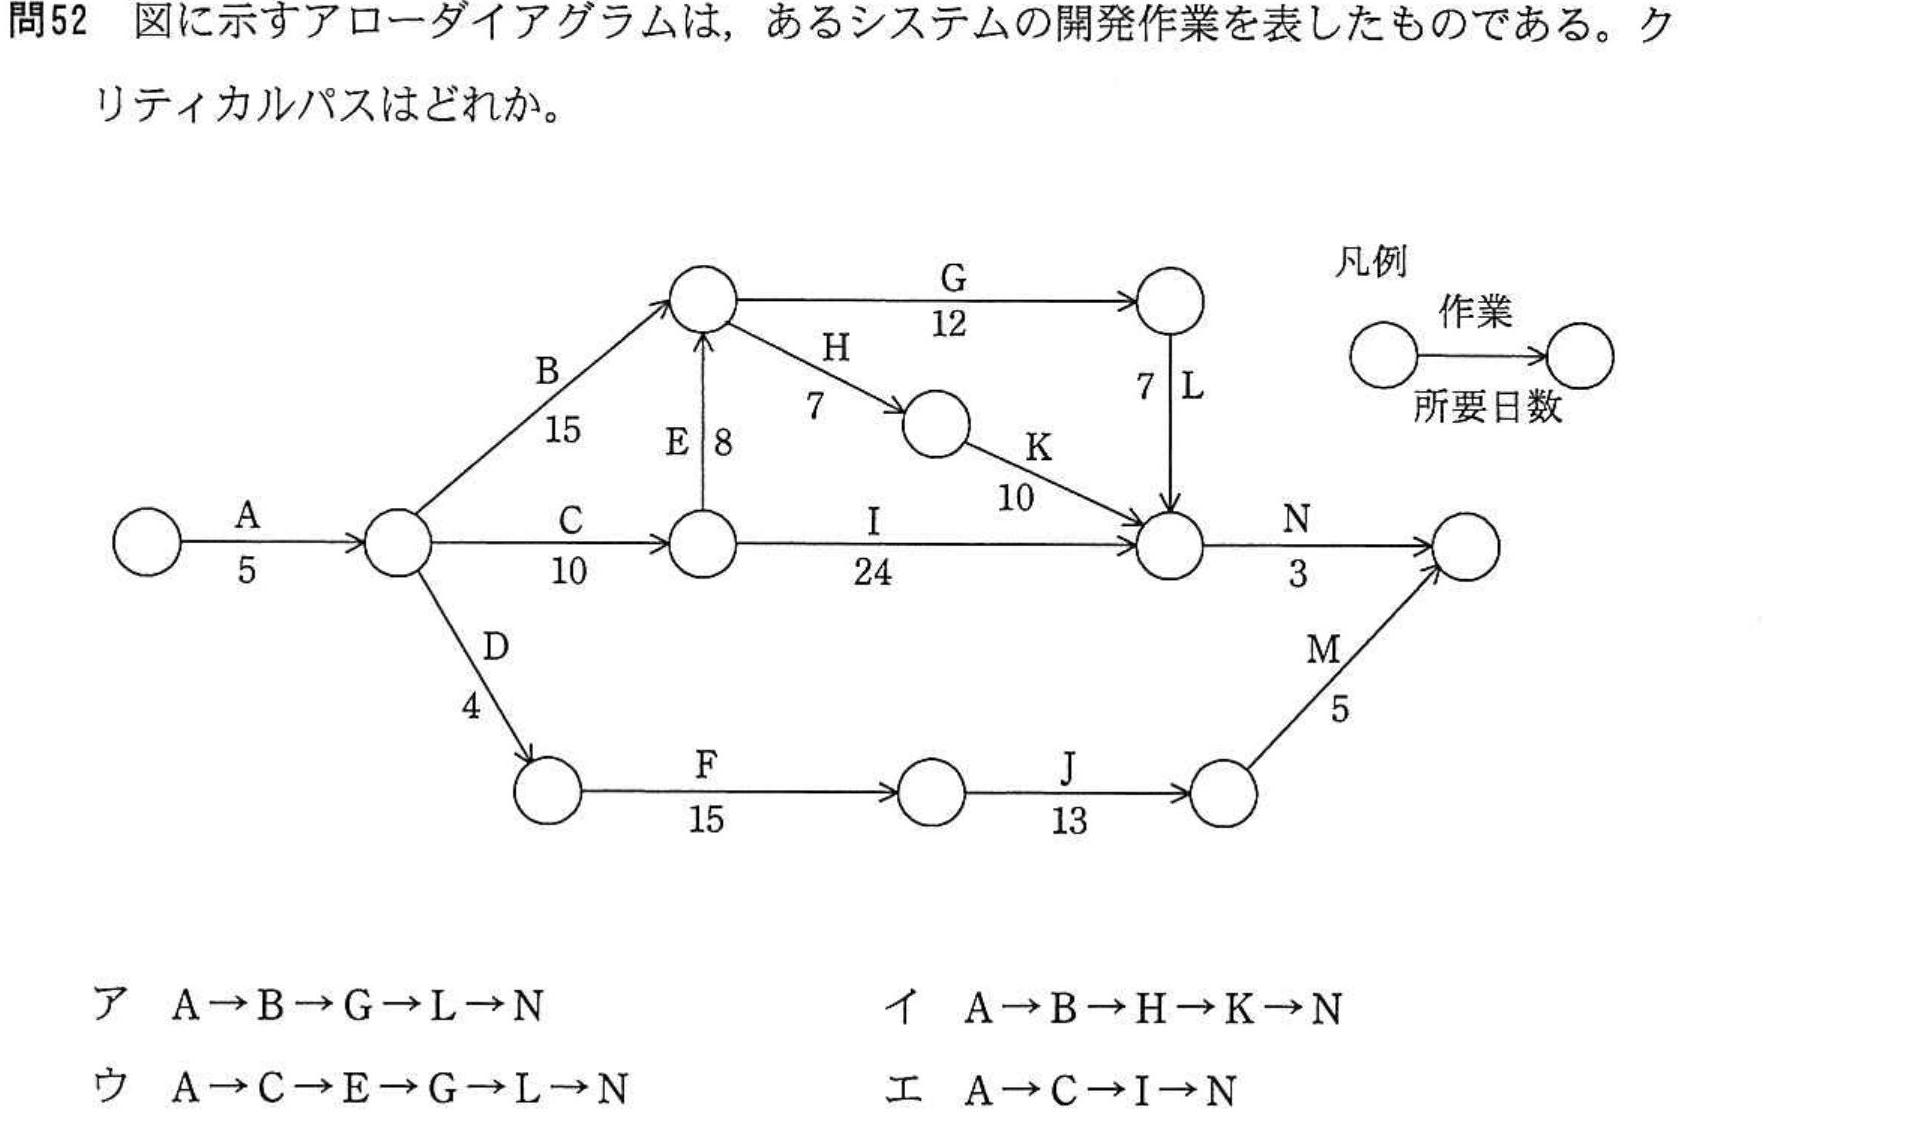 問52 図に示すアローダイアグラムは，あるシステムの開発作業を表したものである。ク
リティカルパスはどれか。
凡例
作業
所要日数
G
12
B
15
H
7
7 L
E 8
K
10
A
5
C
10
I
24
N
3
D
4
M
5
F
15
J
13
ア A→B→G→L→N
イ A→B→H→K→N
ウ A→C→E→G→L→N
エ A→C→I→N